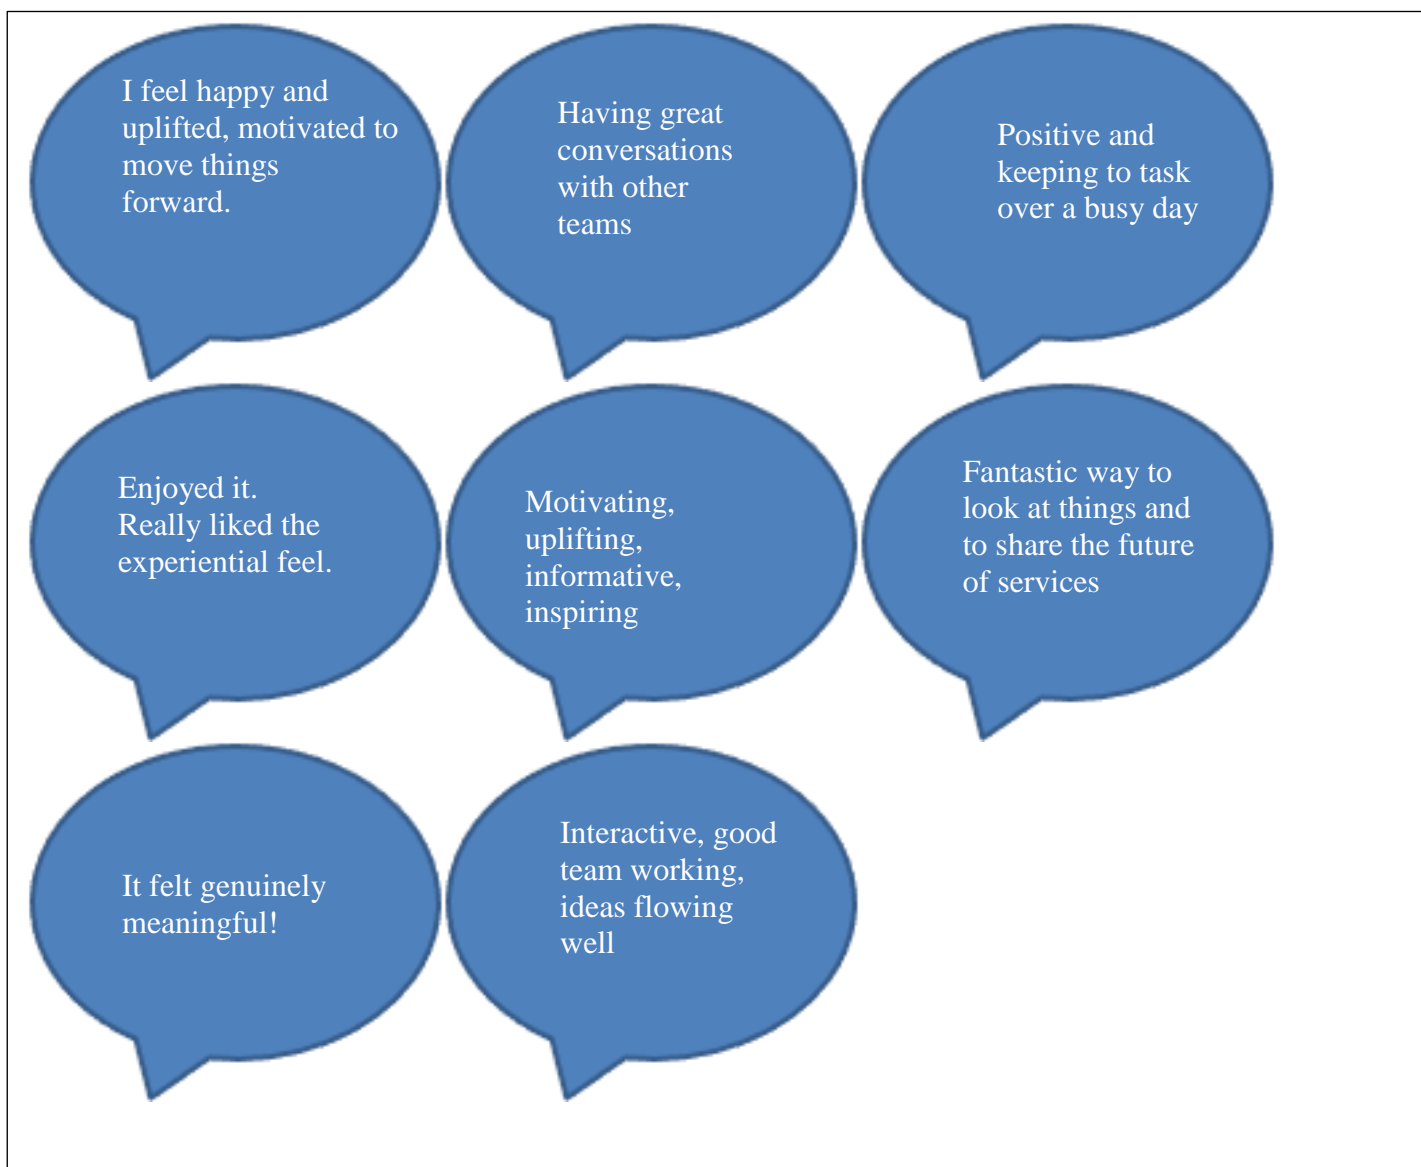 I feel happy and
uplifted, motivated to
move things
forward.
Having great
conversations
with other
teams
Positive and
keeping to task
over a busy day
Enjoyed it.
Really liked the
experiential feel.
Motivating,
uplifting,
informative,
inspiring
Fantastic way to
look at things and
to share the future
of services
It felt genuinely
meaningful!
Interactive, good
team working,
ideas flowing
well